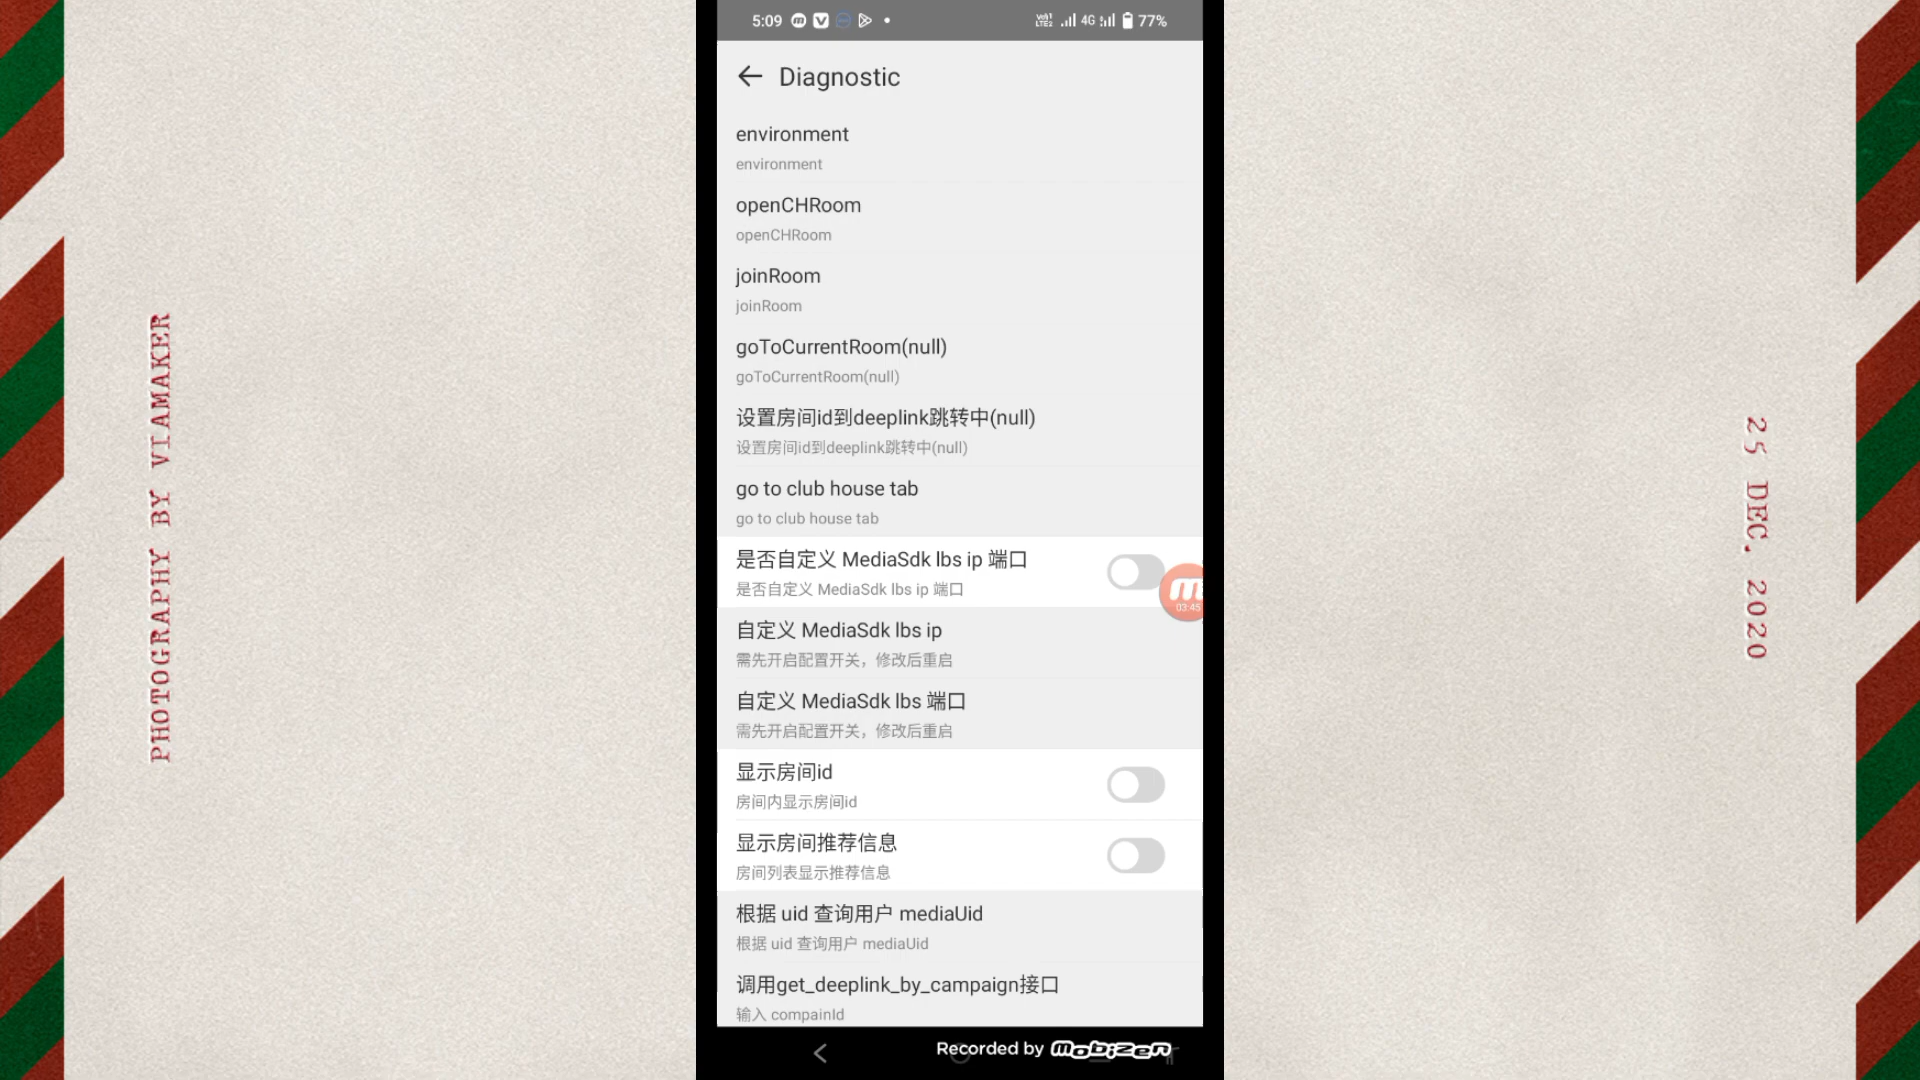 5:09
4G
77%
Diagnostic
environment
environment
openCHRoom
openCHRoom
joinRoom
joinRoom
goToCurrentRoom(null)
goToCurrentRoom(null)
设置房间id到deeplink跳转中(null)
设置房间id到deeplink跳转中(null)
go to club house tab
go to club house tab
是否自定义 MediaSdk lbs ip 端口
是否自定义 MediaSdk lbs ip 端口
03:45
自定义 MediaSdk lbs ip
需先开启配置开关，修改后重启
自定义 MediaSdk lbs 端口
需先开启配置开关，修改后重启
显示房间id
房间内显示房间id
显示房间推荐信息
房间列表显示推荐信息
根据 uid 查询用户 mediaUid
根据 uid 查询用户 mediaUid
调用get_deeplink_by_campaign接口
输入 compainId
Recorded by mobizen
PHOTOGRAPHY BY VIAMAKER
25 DEC, 2020